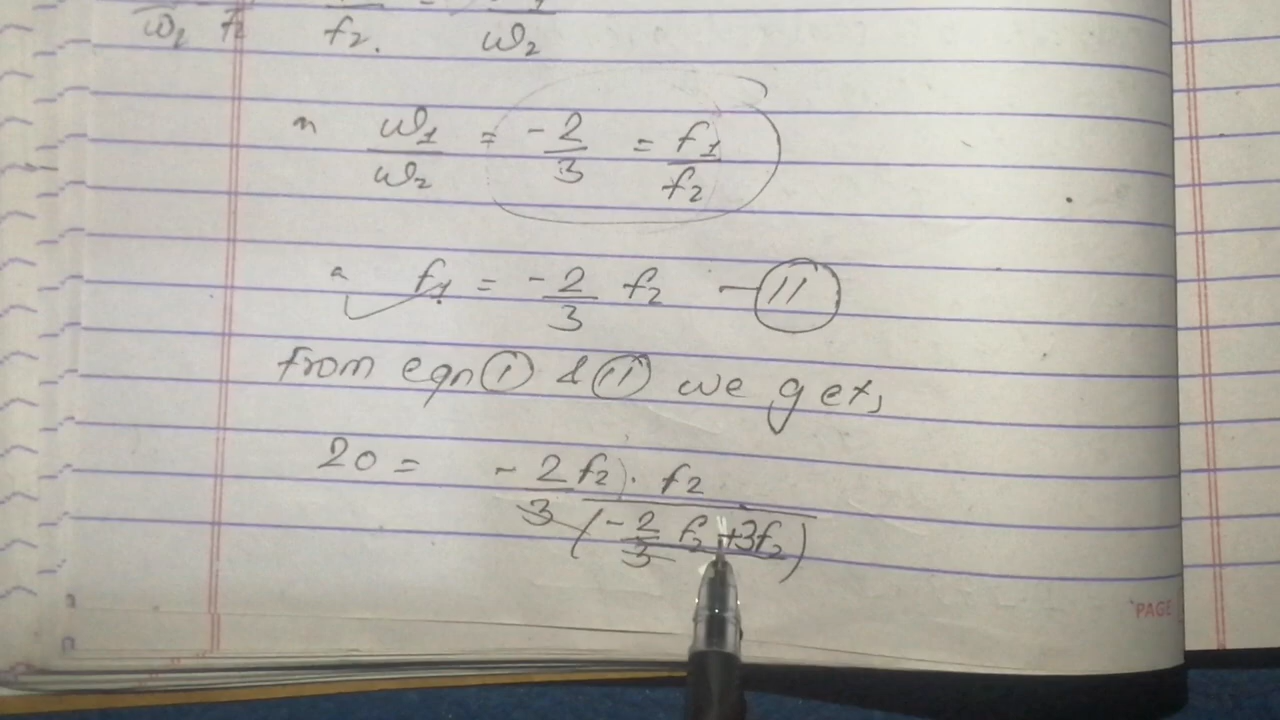 ω₂ f₂ f₂. ω₂
n ω₁/ω₂ = -2/3 = f₁/f₂
a f₁ = -2/3 f₂ — (II)
from eqn (I) & (II) we get,
20 = -2f₂). f₂ / 3(-2/3 f₂ +3f₂)
PAGE